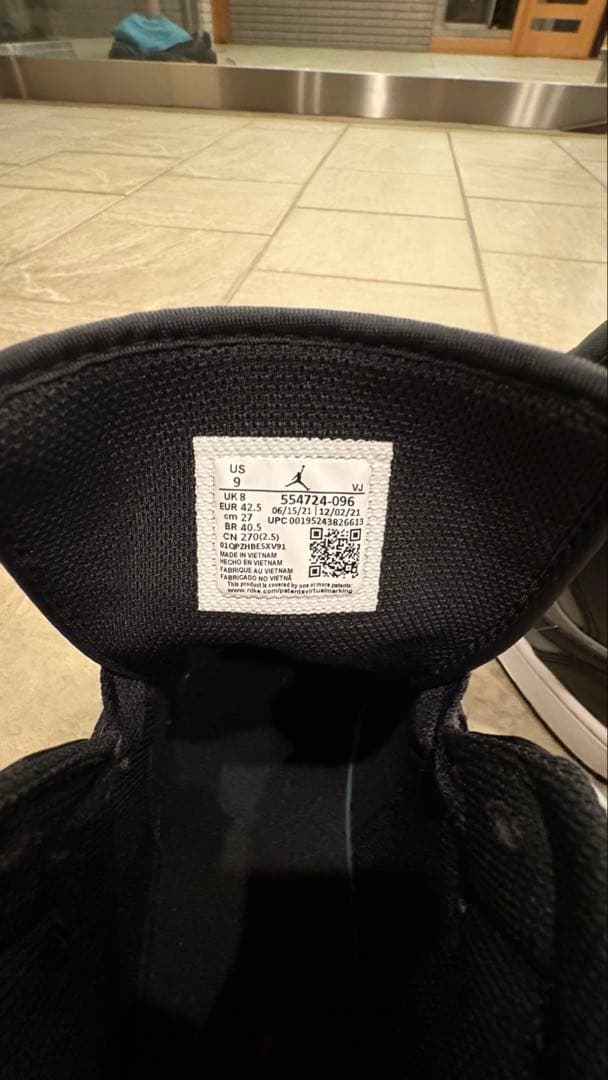 US
9
VJ
UK 8
554724-096
EUR 42.5
06/15/21 | 12/02/21
cm 27
UPC 00195243826613
BR 40.5
CN 270(2.5)
01QPZHBE5XV91
MADE IN VIETNAM
HECHO EN VIETNAM
FABRIQUE AU VIETNAM
FABRICADO NO VIETNÃ
This product is covered by one or more patents:
www.nike.com/patentsvirtualmarking